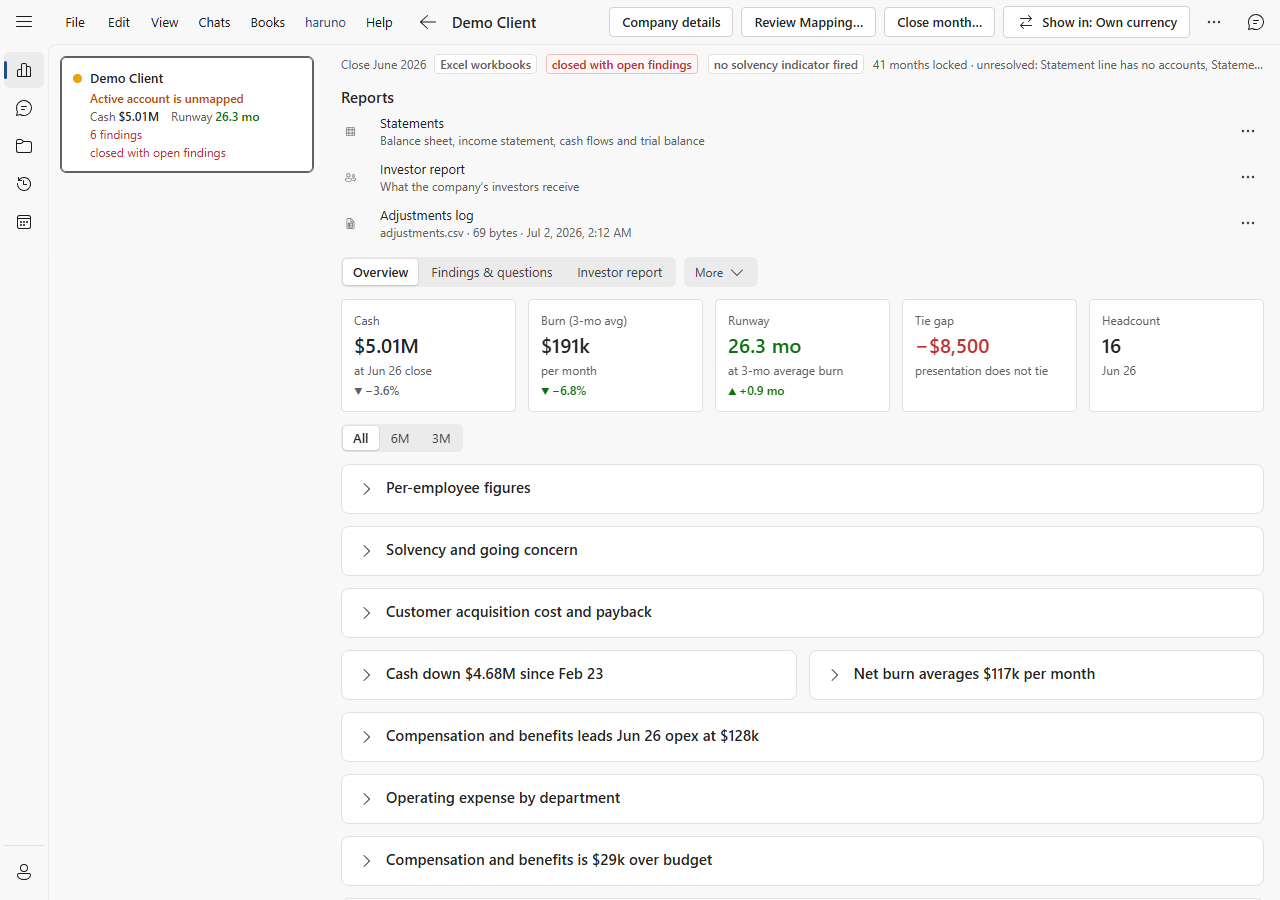 File Edit View Chats Books haruno Help Demo Client Company details Review Mapping... Close month... Show in: Own currency
Demo Client
Active account is unmapped
Cash $5.01M Runway 26.3 mo
6 findings
closed with open findings
Close June 2026 Excel workbooks closed with open findings no solvency indicator fired 41 months locked · unresolved: Statement line has no accounts, Stateme...
Reports
Statements
Balance sheet, income statement, cash flows and trial balance
Investor report
What the company's investors receive
Adjustments log
adjustments.csv · 69 bytes · Jul 2, 2026, 2:12 AM
Overview Findings & questions Investor report More
Cash
$5.01M
at Jun 26 close
▼ −3.6%
Burn (3-mo avg)
$191k
per month
▼ −6.8%
Runway
26.3 mo
at 3-mo average burn
▲ +0.9 mo
Tie gap
−$8,500
presentation does not tie
Headcount
16
Jun 26
All 6M 3M
Per-employee figures
Solvency and going concern
Customer acquisition cost and payback
Cash down $4.68M since Feb 23
Net burn averages $117k per month
Compensation and benefits leads Jun 26 opex at $128k
Operating expense by department
Compensation and benefits is $29k over budget